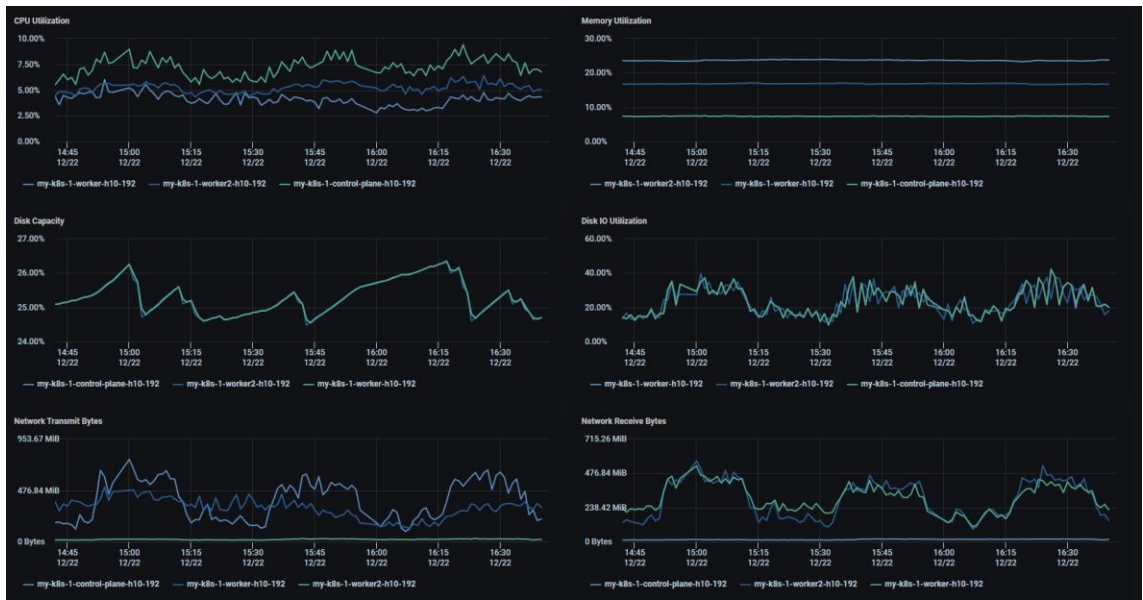 CPU Utilization
10.00%
7.50%
5.00%
2.50%
0.00%
14:45 15:00 15:15 15:30 15:45 16:00 16:15 16:30
12/22 12/22 12/22 12/22 12/22 12/22 12/22 12/22
my-k8s-1-worker-h10-192 my-k8s-1-worker2-h10-192 my-k8s-1-control-plane-h10-192
Memory Utilization
30.00%
20.00%
10.00%
0.00%
14:45 15:00 15:15 15:30 15:45 16:00 16:15 16:30
12/22 12/22 12/22 12/22 12/22 12/22 12/22 12/22
my-k8s-1-worker2-h10-192 my-k8s-1-worker-h10-192 my-k8s-1-control-plane-h10-192
Disk Capacity
27.00%
26.00%
25.00%
24.00%
14:45 15:00 15:15 15:30 15:45 16:00 16:15 16:30
12/22 12/22 12/22 12/22 12/22 12/22 12/22 12/22
my-k8s-1-control-plane-h10-192 my-k8s-1-worker2-h10-192 my-k8s-1-worker-h10-192
Disk IO Utilization
60.00%
40.00%
20.00%
0.00%
14:45 15:00 15:15 15:30 15:45 16:00 16:15 16:30
12/22 12/22 12/22 12/22 12/22 12/22 12/22 12/22
my-k8s-1-worker-h10-192 my-k8s-1-worker2-h10-192 my-k8s-1-control-plane-h10-192
Network Transmit Bytes
953.67 MiB
476.84 MiB
0 Bytes
14:45 15:00 15:15 15:30 15:45 16:00 16:15 16:30
12/22 12/22 12/22 12/22 12/22 12/22 12/22 12/22
my-k8s-1-control-plane-h10-192 my-k8s-1-worker-h10-192 my-k8s-1-worker2-h10-192
Network Receive Bytes
715.26 MiB
476.84 MiB
238.42 MiB
0 Bytes
14:45 15:00 15:15 15:30 15:45 16:00 16:15 16:30
12/22 12/22 12/22 12/22 12/22 12/22 12/22 12/22
my-k8s-1-control-plane-h10-192 my-k8s-1-worker2-h10-192 my-k8s-1-worker-h10-192